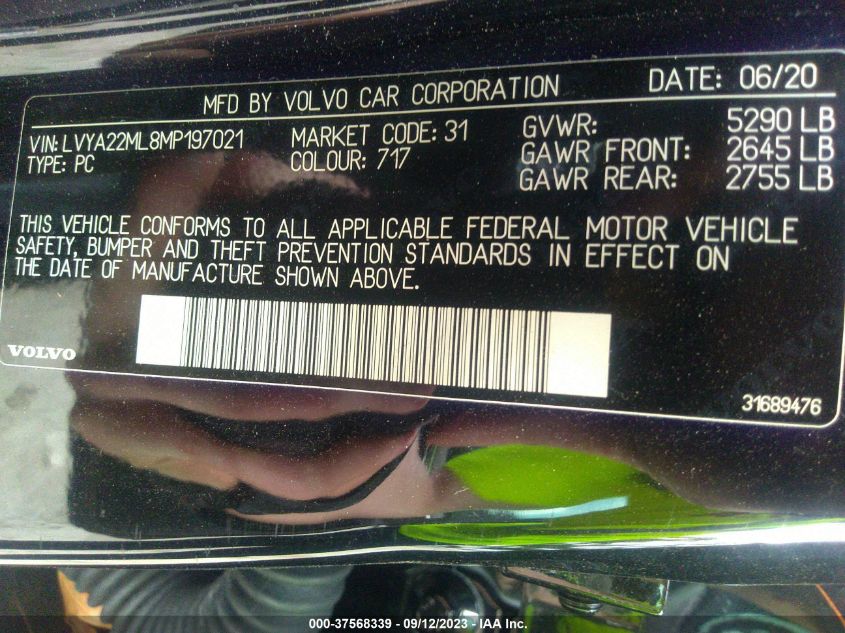 MFD BY VOLVO CAR CORPORATION DATE: 06/20
VIN: LVYA22ML8MP197021 MARKET CODE: 31 GVWR: 5290 LB
TYPE: PC COLOUR: 717 GAWR FRONT: 2645 LB
GAWR REAR: 2755 LB
THIS VEHICLE CONFORMS TO ALL APPLICABLE FEDERAL MOTOR VEHICLE
SAFETY, BUMPER AND THEFT PREVENTION STANDARDS IN EFFECT ON
THE DATE OF MANUFACTURE SHOWN ABOVE.
VOLVO
31689476
000-37568339 — 09/12/2023 — IAA Inc.